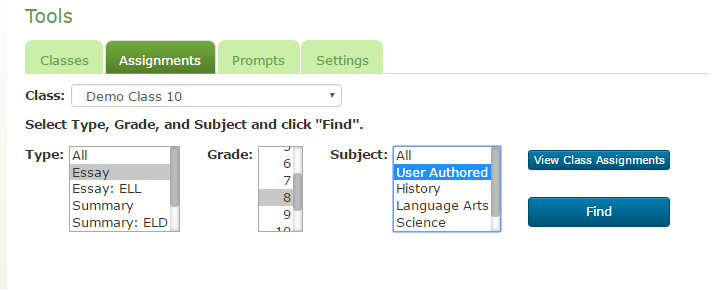 Tools
Classes Assignments Prompts Settings
Class: Demo Class 10
Select Type, Grade, and Subject and click "Find".
Type: All
Essay
Essay: ELL
Summary
Summary: ELD
Grade:
6
7
8
9
Subject: All
User Authored
History
Language Arts
Science
View Class Assignments
Find